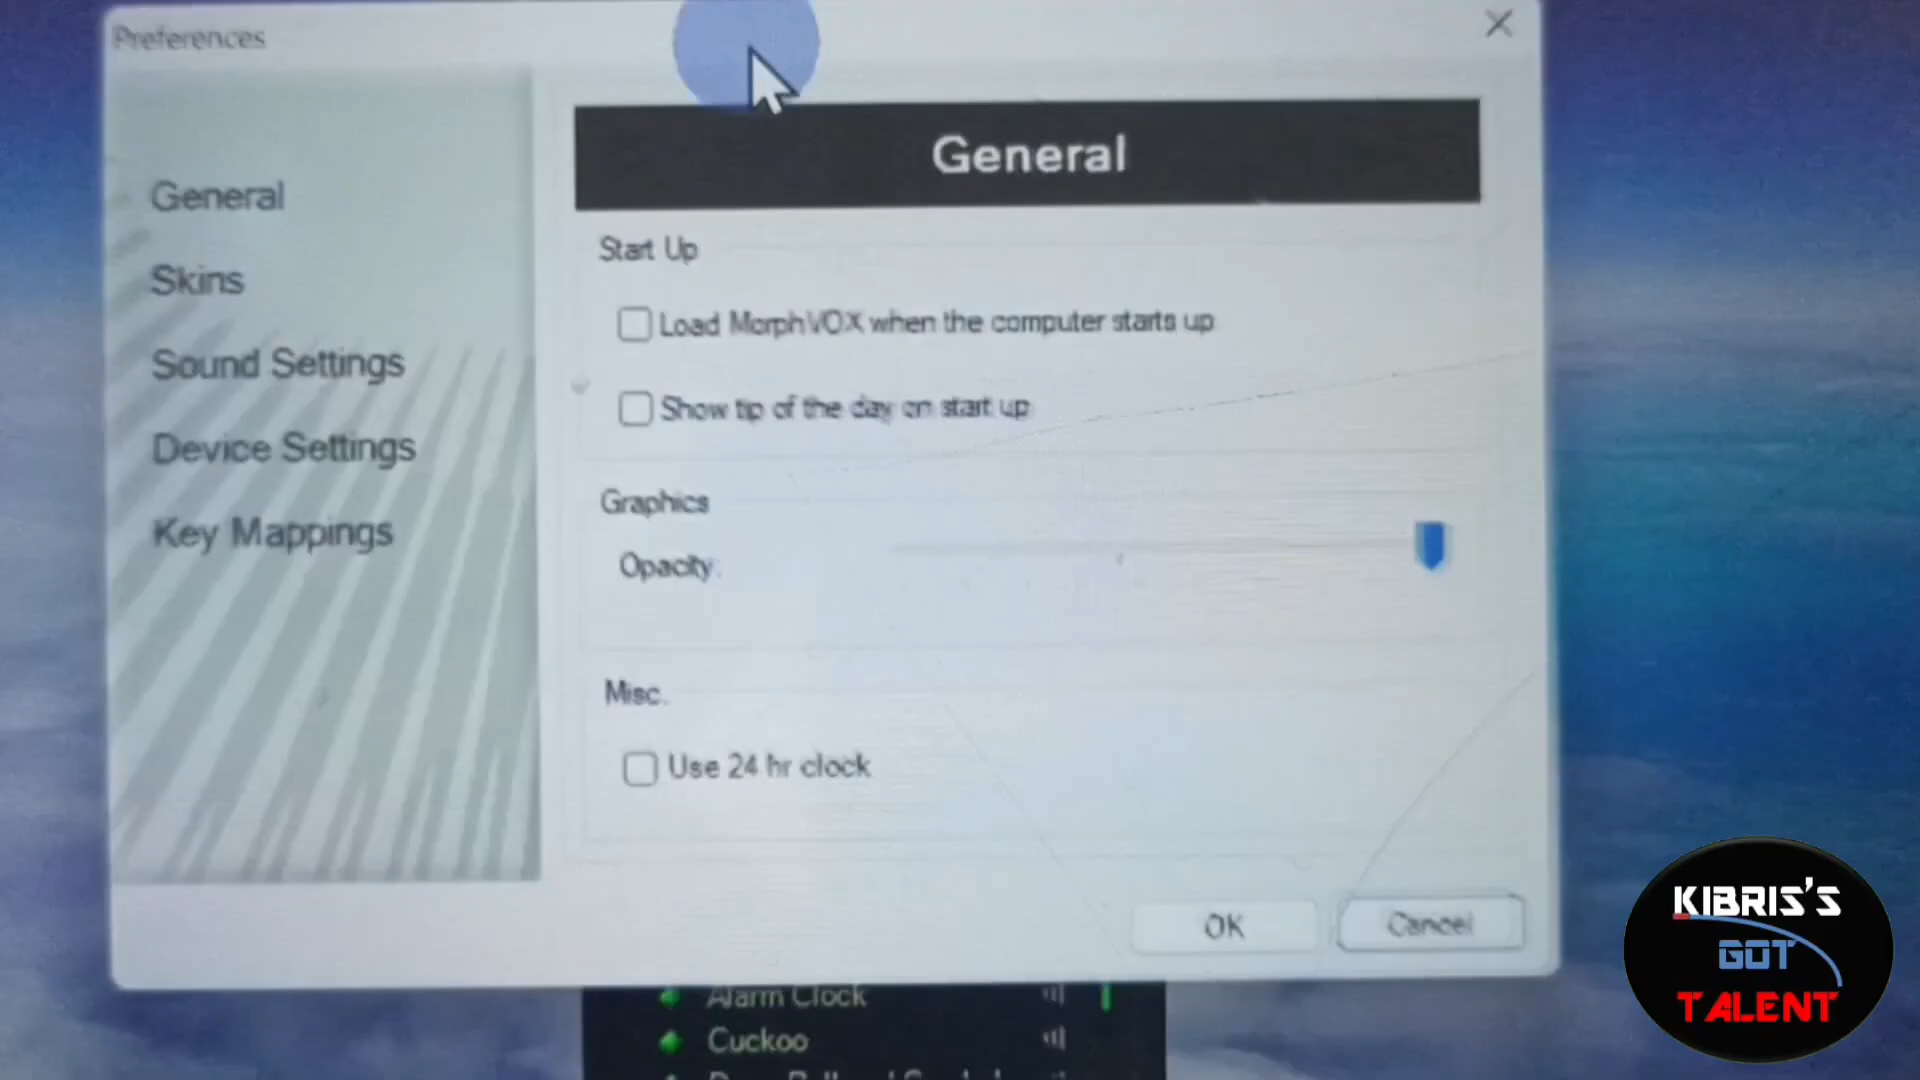 Preferences
General
General
Skins
Sound Settings
Device Settings
Key Mappings
Start Up
Load MorphVOX when the computer starts up
Show tip of the day on start up
Graphics
Opacity:
Misc.
Use 24 hr clock
OK
Cancel
Alarm Clock
Cuckoo
KIBRIS'S
GOT
TALENT